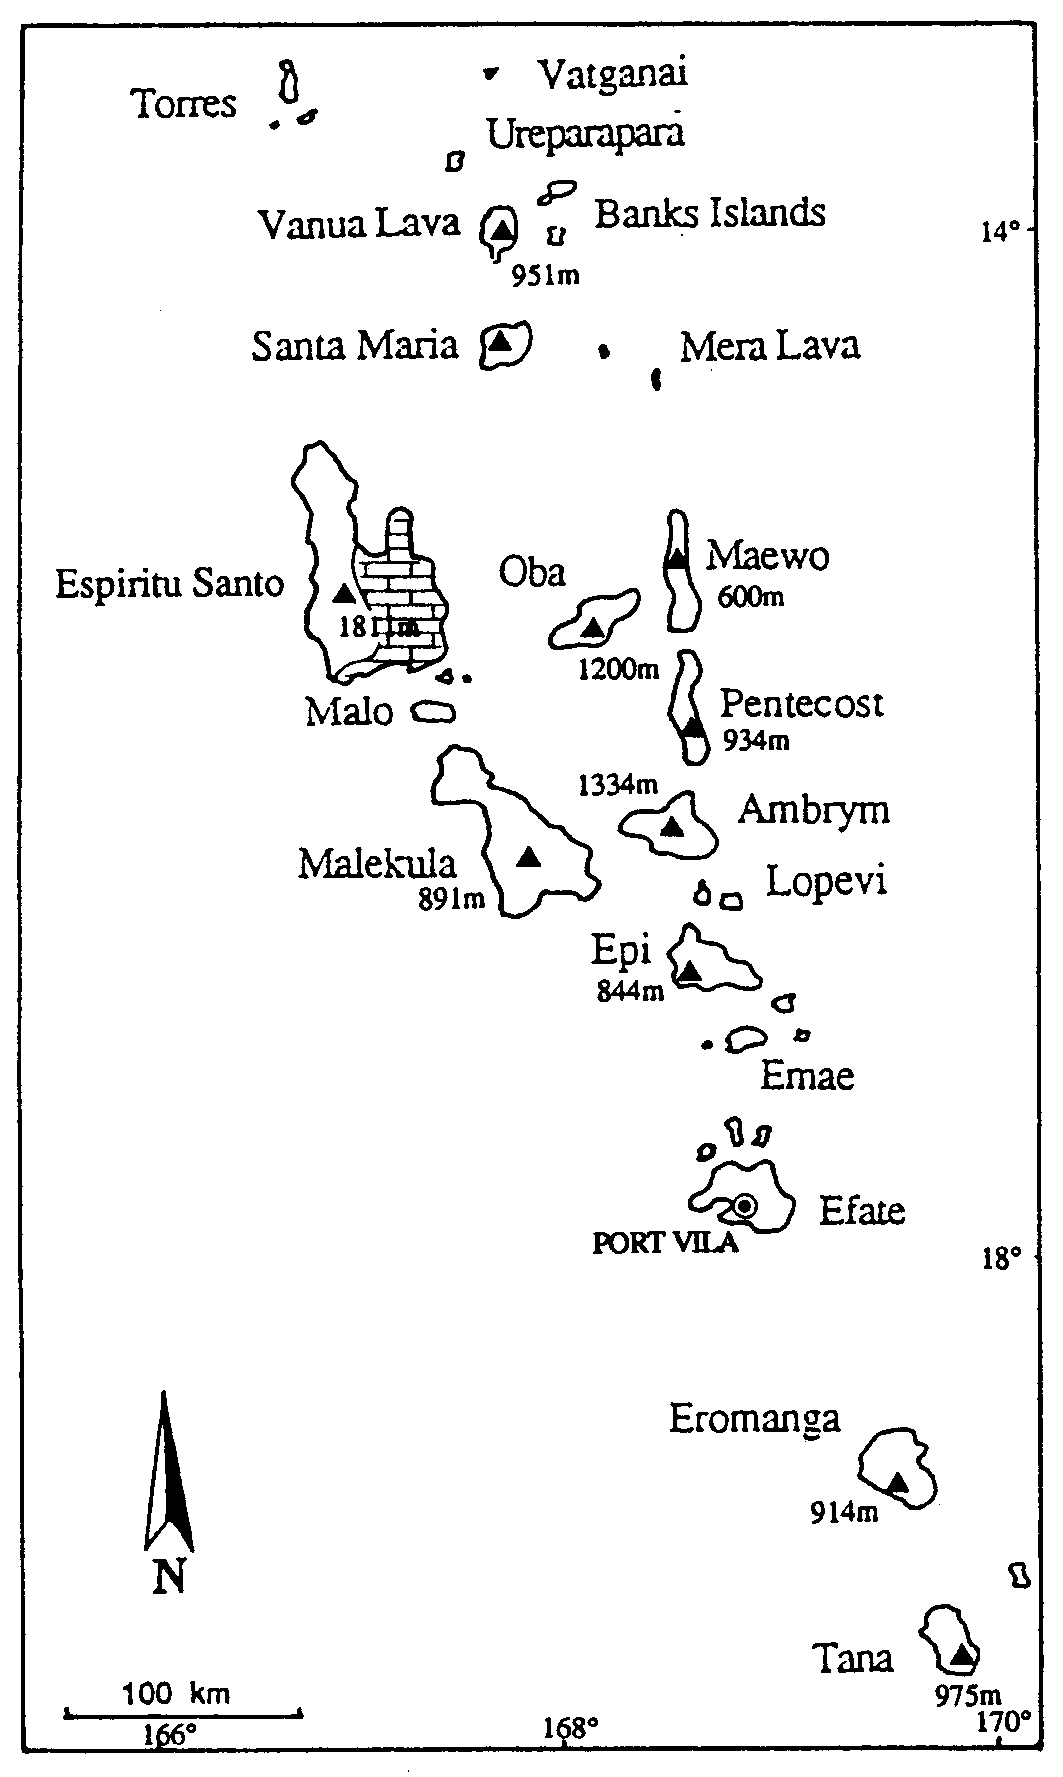 Vatganai
Torres
Ureparapara
Vanua Lava
Banks Islands
14°
951m
Santa Maria
Mera Lava
Espiritu Santo
Oba
Maewo
600m
1811m
1200m
Malo
Pentecost
934m
1334m
Ambrym
Malekula
891m
Lopevi
Epi
844m
Emae
Efate
PORT VILA
18°
Eromanga
914m
N
Tana
975m
100 km
166°
168°
170°